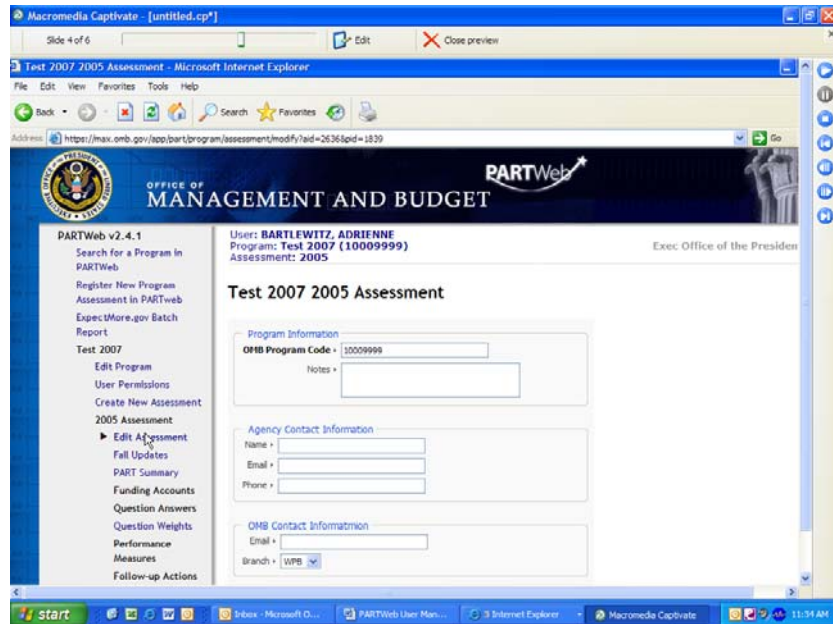 Macromedia Captivate - [untitled.cp*]
Slide 4 of 6
Edit
Close preview
Test 2007 2005 Assessment - Microsoft Internet Explorer
File Edit View Favorites Tools Help
Back
Search
Favorites
Address
https://max.omb.gov/app/part/program/assessment/modify?aid=2636&pid=1839
Go
OFFICE OF
MANAGEMENT AND BUDGET
PARTWeb
PARTWeb v2.4.1
Search for a Program in
PARTWeb
Register New Program
Assessment in PARTweb
ExpectMore.gov Batch
Report
Test 2007
Edit Program
User Permissions
Create New Assessment
2005 Assessment
Edit Assessment
Fall Updates
PART Summary
Funding Accounts
Question Answers
Question Weights
Performance
Measures
Follow-up Actions
User: BARTLEWITZ, ADRIENNE
Program: Test 2007 (10009999)
Assessment: 2005
Exec Office of the Presiden
Test 2007 2005 Assessment
Program Information
OMB Program Code
10009999
Notes
Agency Contact Information
Name
Email
Phone
OMB Contact Informatmion
Email
Branch
WPB
start
Inbox - Microsoft O...
PARTWeb User Man...
3 Internet Explorer
Macromedia Captivate
11:54 AM